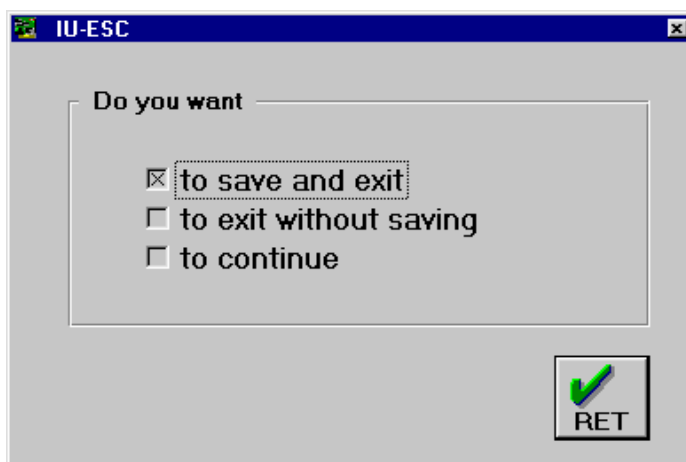 IU-ESC
Do you want
to save and exit
to exit without saving
to continue
RET